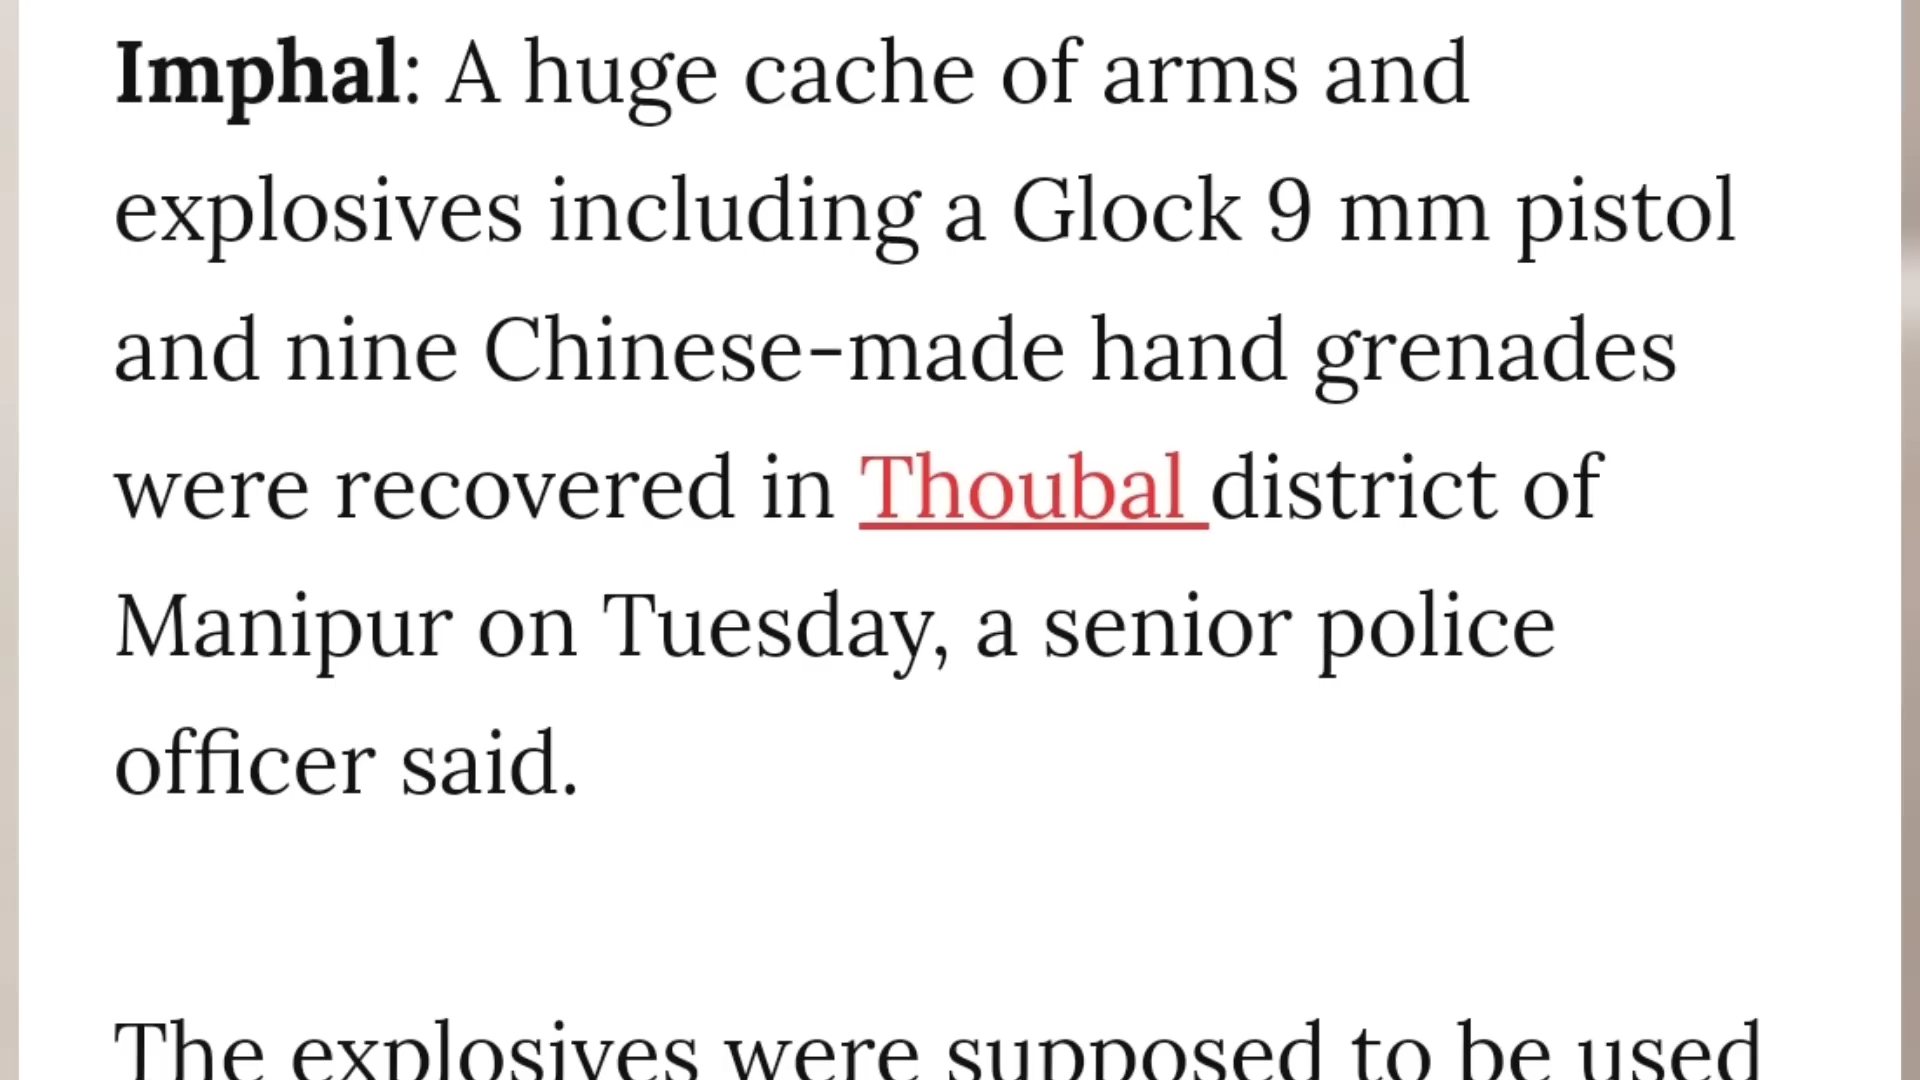 Imphal: A huge cache of arms and
explosives including a Glock 9 mm pistol
and nine Chinese-made hand grenades
were recovered in Thoubal district of
Manipur on Tuesday, a senior police
officer said.
The explosives were supposed to be used